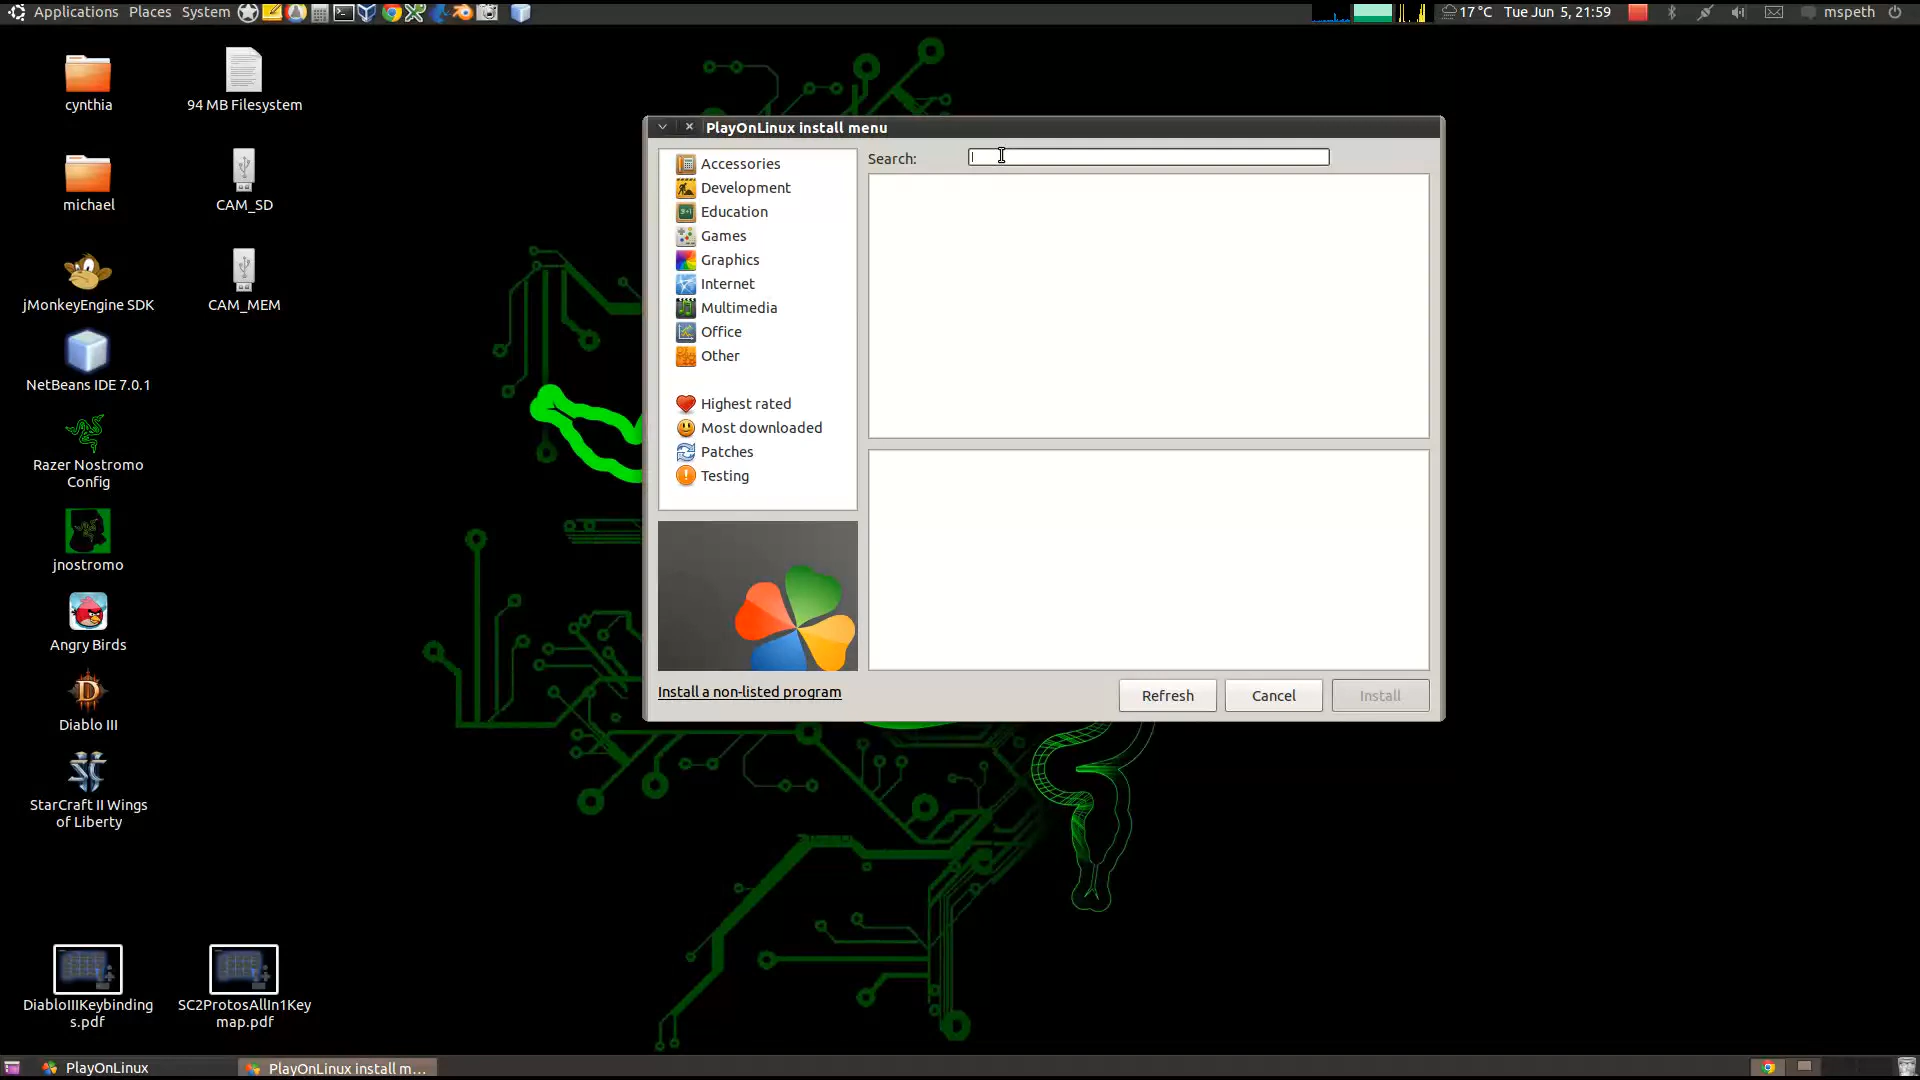 Applications Places System
17 °C Tue Jun 5, 21:59 mspeth
cynthia
94 MB Filesystem
michael
CAM_SD
jMonkeyEngine SDK
CAM_MEM
NetBeans IDE 7.0.1
Razer Nostromo
Config
jnostromo
Angry Birds
Diablo III
StarCraft II Wings
of Liberty
DiabloIIIKeybinding
s.pdf
SC2ProtosAllIn1Key
map.pdf
PlayOnLinux install menu
Accessories
Development
Education
Games
Graphics
Internet
Multimedia
Office
Other
Highest rated
Most downloaded
Patches
Testing
Search:
Install a non-listed program
Refresh
Cancel
Install
PlayOnLinux
PlayOnLinux install m...